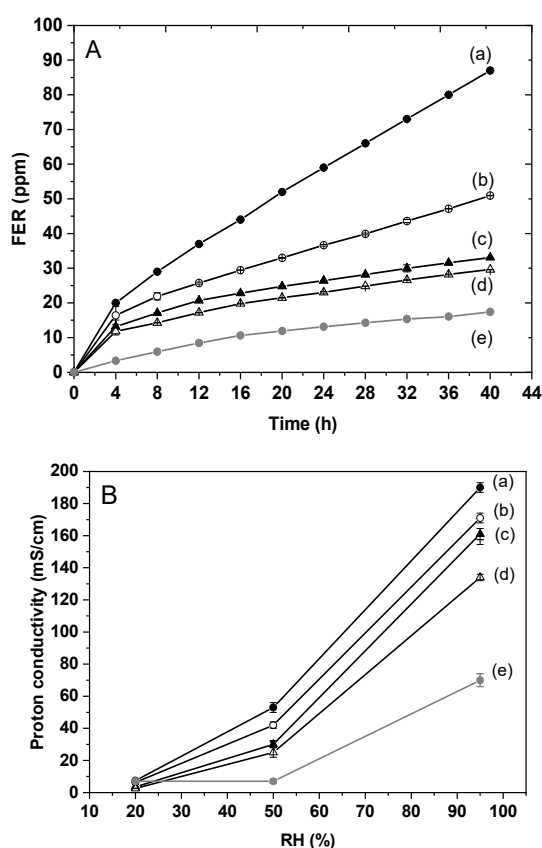 A
FER (ppm)
100
90
80
70
60
50
40
30
20
10
0
(a)
(b)
(c)
(d)
(e)
0 4 8 12 16 20 24 28 32 36 40 44
Time (h)
B
Proton conductivity (mS/cm)
200
180
160
140
120
100
80
60
40
20
0
(a)
(b)
(c)
(d)
(e)
10 20 30 40 50 60 70 80 90 100
RH (%)